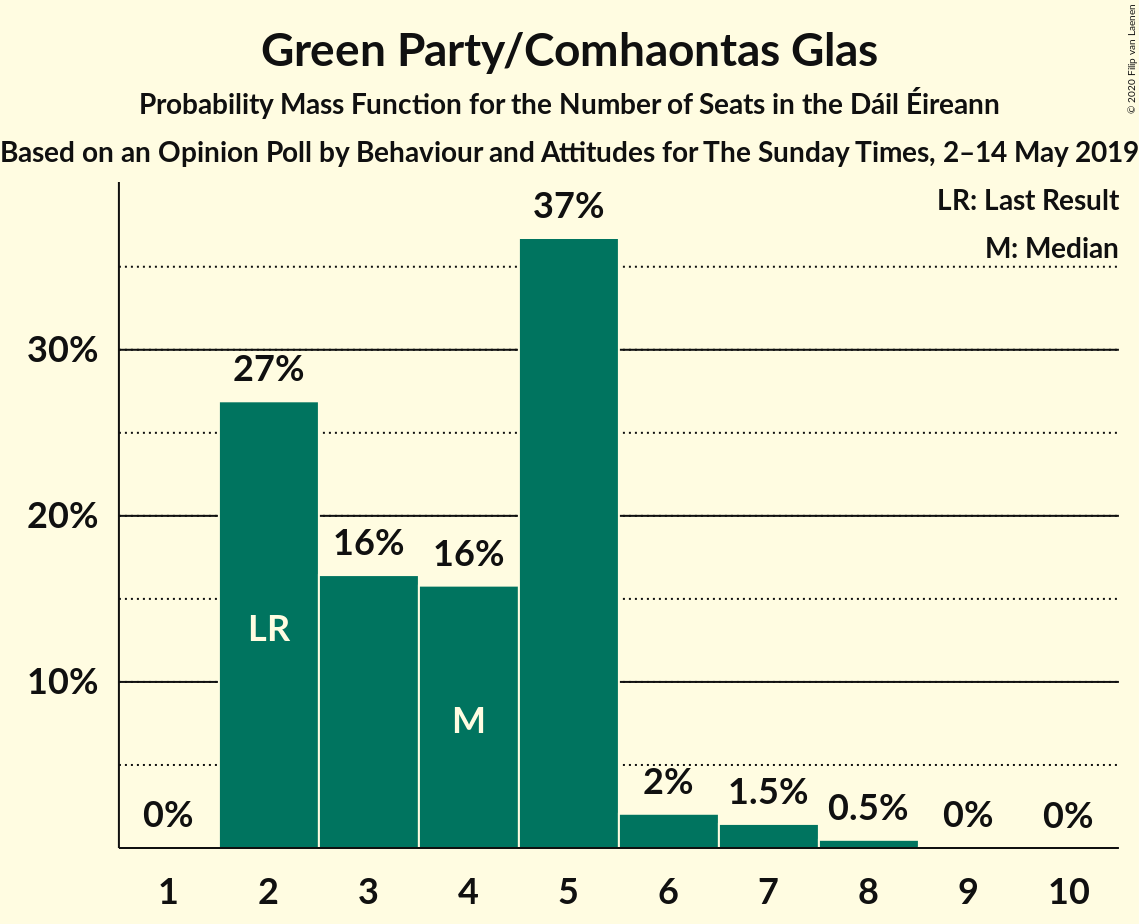 Green Party/Comhaontas Glas
Probability Mass Function for the Number of Seats in the Dáil Éireann
Based on an Opinion Poll by Behaviour and Attitudes for The Sunday Times, 2–14 May 2019
© 2020 Filip van Laenen
LR: Last Result
M: Median
37%
30%
27%
20%
16%
16%
LR
10%
M
2%
1.5%
0.5%
0%
0%
0%
1 2 3 4 5 6 7 8 9 10